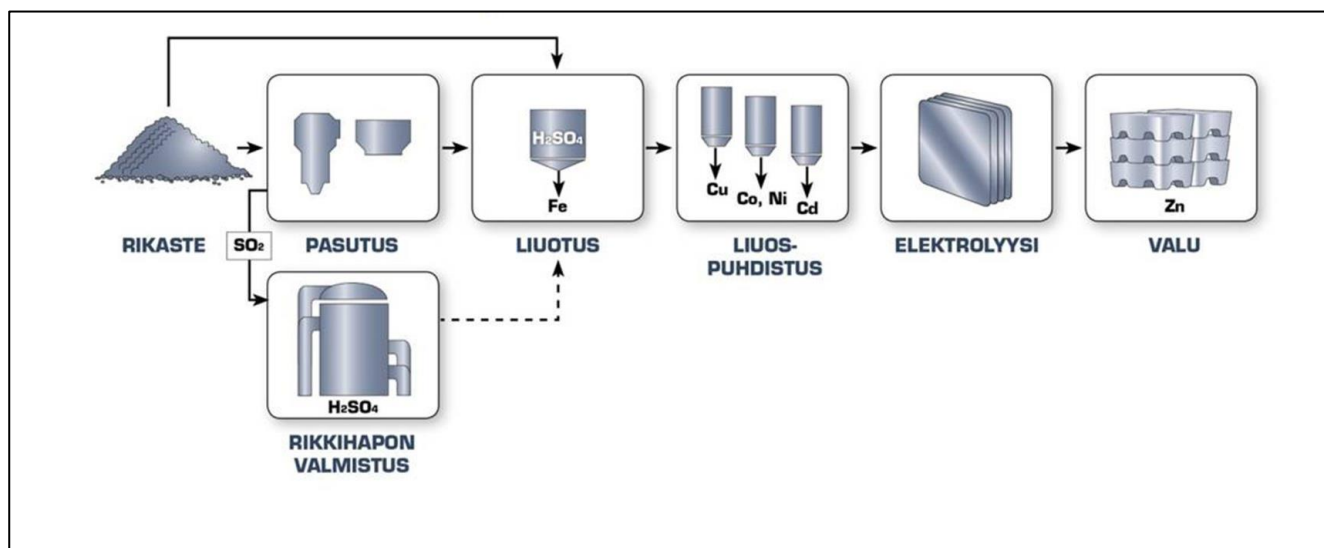 H₂SO₄
Fe
Cu
Co, Ni
Cd
Zn
RIKASTE
SO₂
PASUTUS
LIUOTUS
LIUOS-
PUHDISTUS
ELEKTROLYYSI
VALU
H₂SO₄
RIKKIHAPON
VALMISTUS